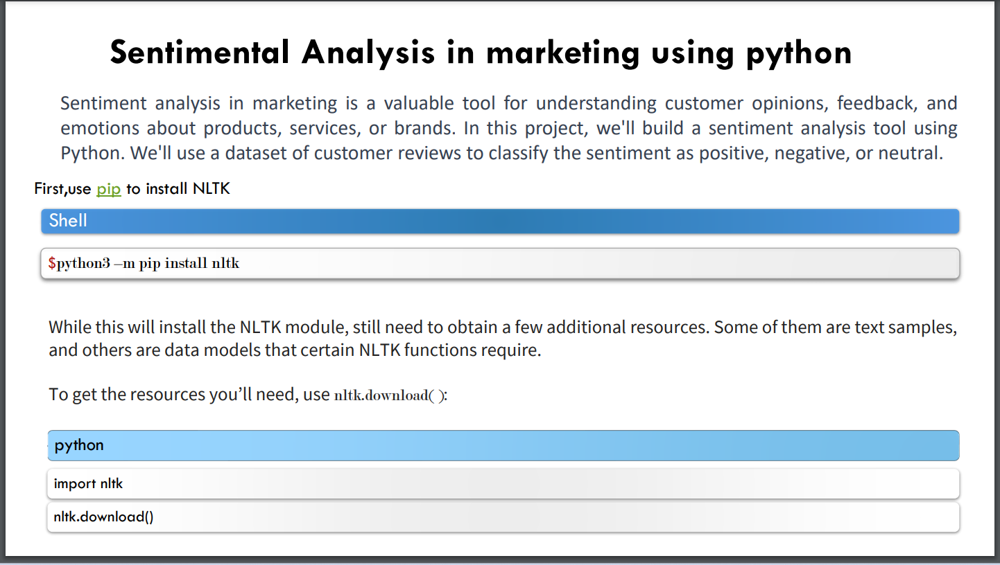 Sentimental Analysis in marketing using python
Sentiment analysis in marketing is a valuable tool for understanding customer opinions, feedback, and
emotions about products, services, or brands. In this project, we'll build a sentiment analysis tool using
Python. We'll use a dataset of customer reviews to classify the sentiment as positive, negative, or neutral.
First,use pip to install NLTK
Shell
$python3 –m pip install nltk
While this will install the NLTK module, still need to obtain a few additional resources. Some of them are text samples,
and others are data models that certain NLTK functions require.
To get the resources you’ll need, use nltk.download( ):
python
import nltk
nltk.download()